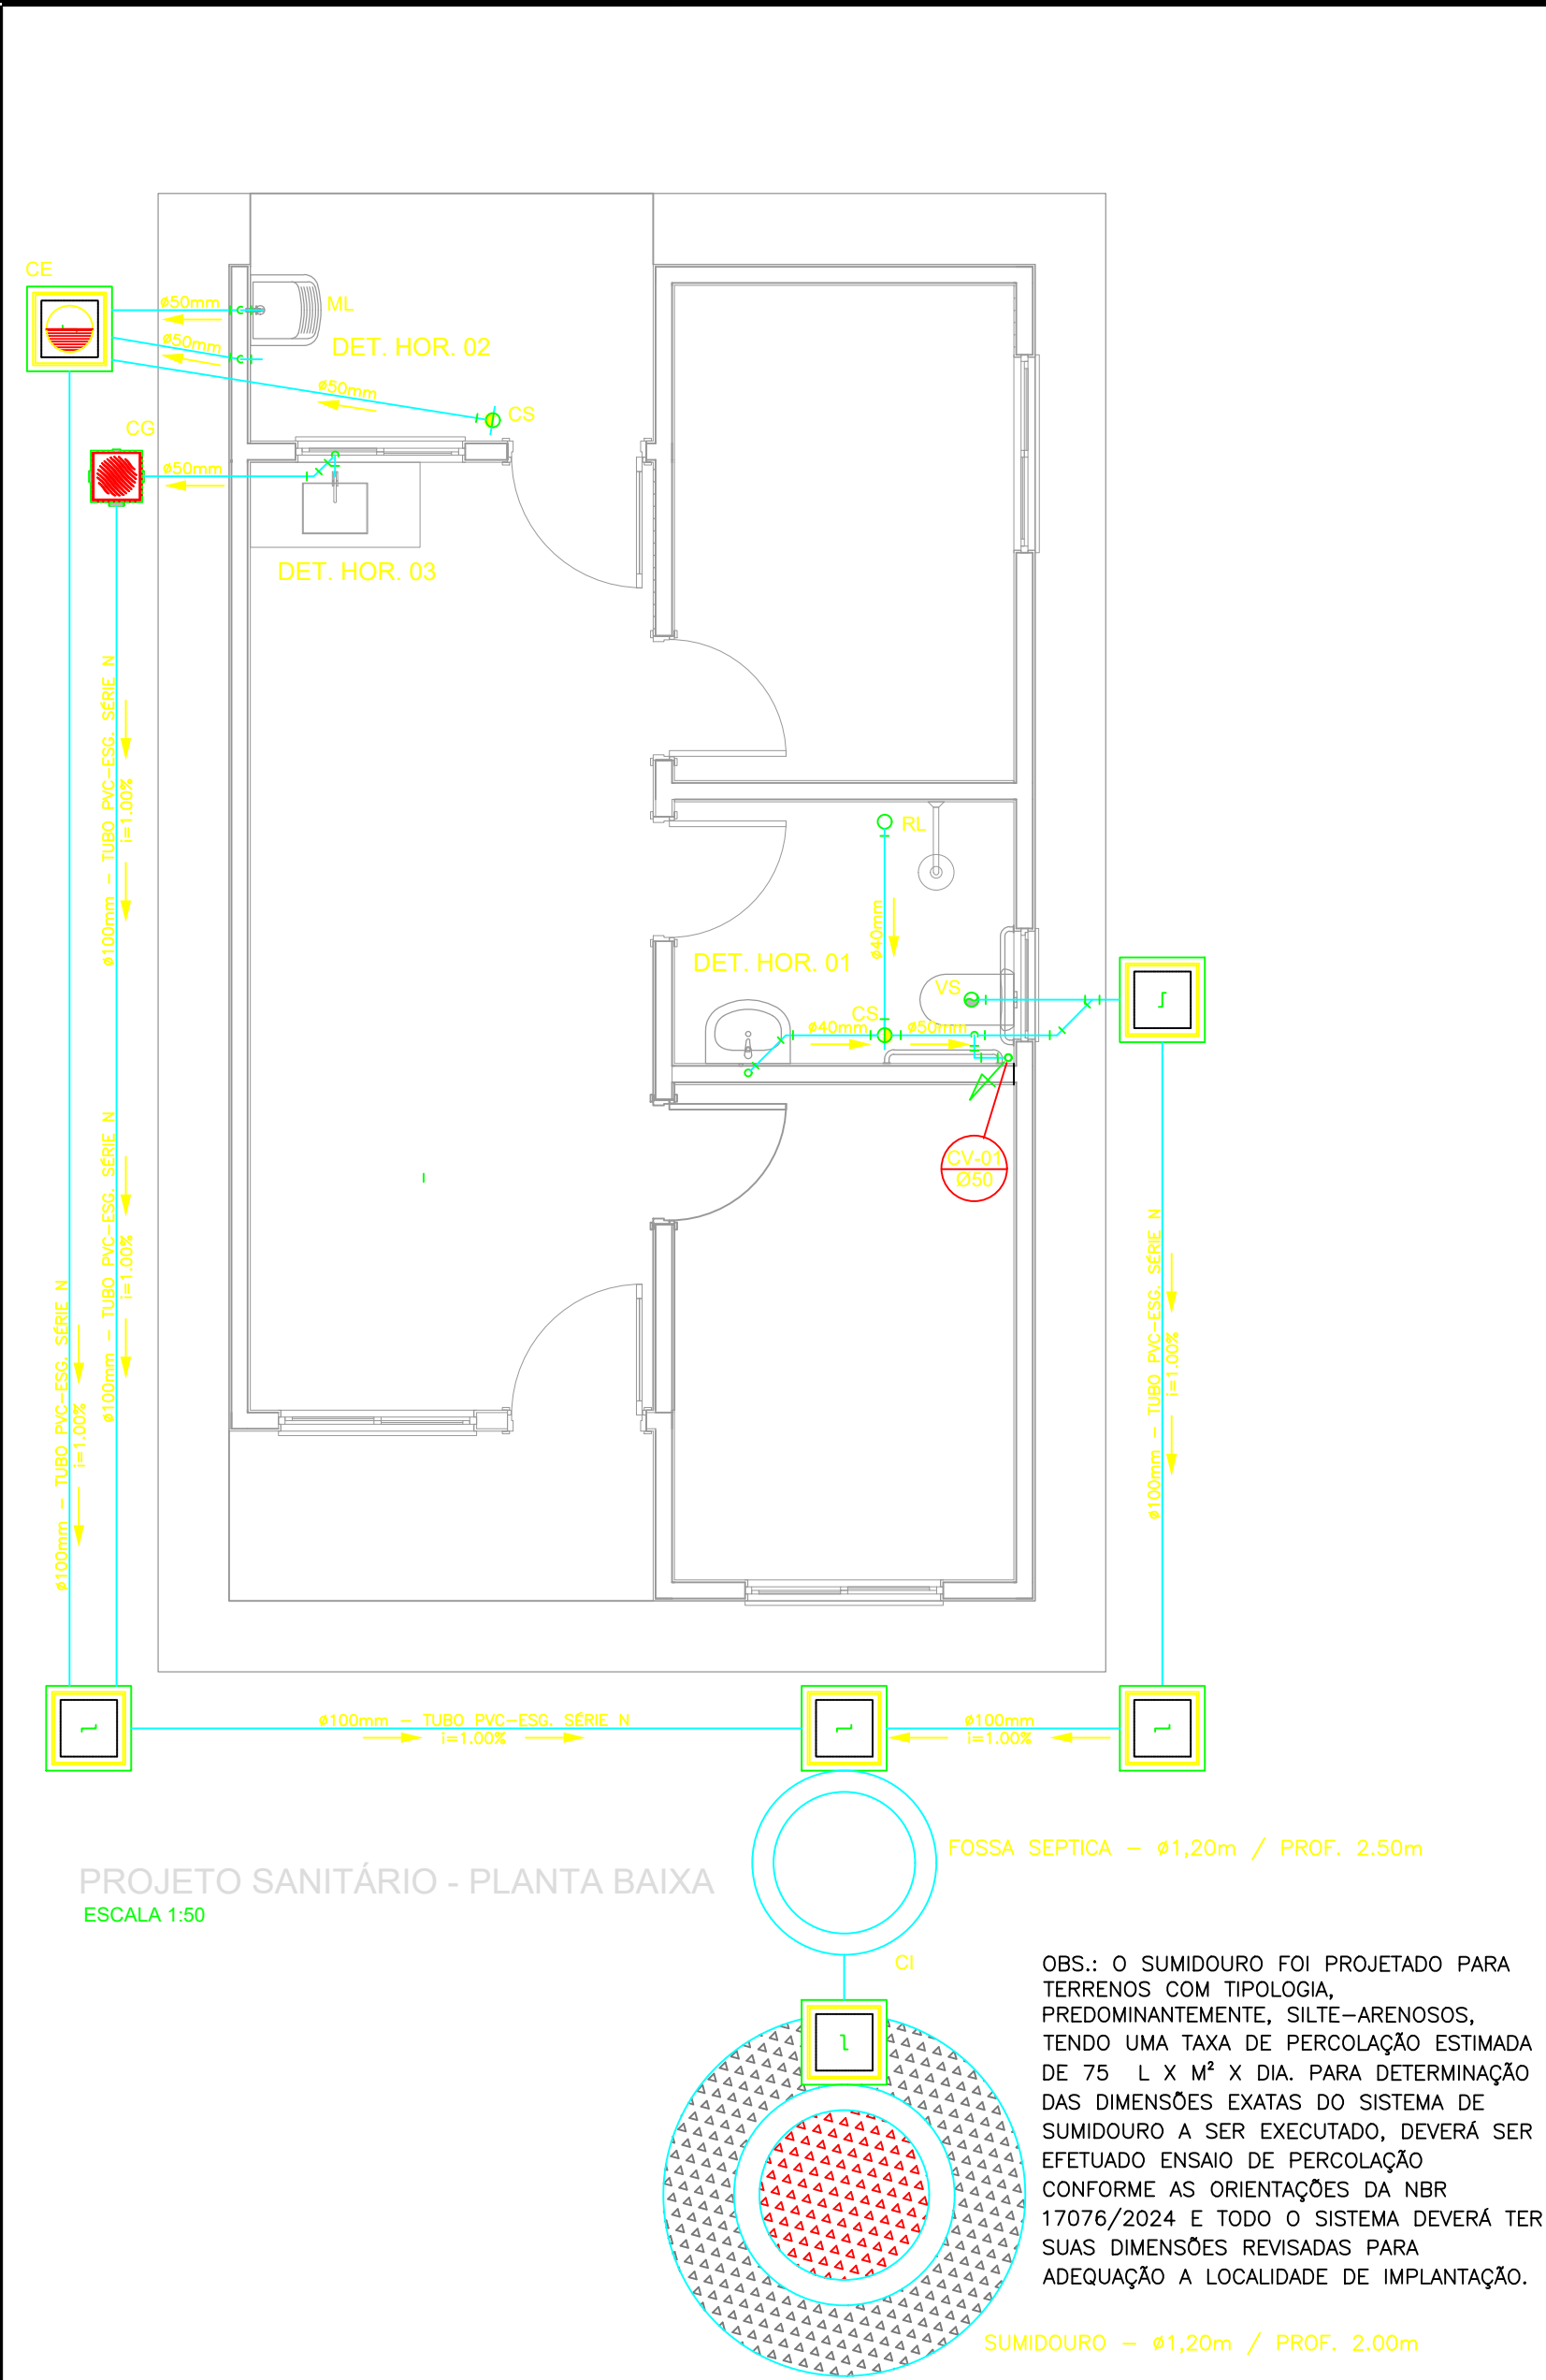 CE
ø50mm
ML
ø50mm
DET. HOR. 02
ø50mm
CS
CG
ø50mm
DET. HOR. 03
ø100mm - TUBO PVC-ESG. SÉRIE N
i=1.00%
RL
ø40mm
DET. HOR. 01
VS
CS
ø40mm
ø50mm
CV-01
Ø50
ø100mm - TUBO PVC-ESG. SÉRIE N
i=1.00%
ø100mm - TUBO PVC-ESG. SÉRIE N
i=1.00%
ø100mm - TUBO PVC-ESG. SÉRIE N
i=1.00%
ø100mm - TUBO PVC-ESG. SÉRIE N
i=1.00%
ø100mm
i=1.00%
FOSSA SEPTICA - ø1,20m / PROF. 2.50m
PROJETO SANITÁRIO - PLANTA BAIXA
ESCALA 1:50
CI
OBS.: O SUMIDOURO FOI PROJETADO PARA
TERRENOS COM TIPOLOGIA,
PREDOMINANTEMENTE, SILTE-ARENOSOS,
TENDO UMA TAXA DE PERCOLAÇÃO ESTIMADA
DE 75 L X M² X DIA. PARA DETERMINAÇÃO
DAS DIMENSÕES EXATAS DO SISTEMA DE
SUMIDOURO A SER EXECUTADO, DEVERÁ SER
EFETUADO ENSAIO DE PERCOLAÇÃO
CONFORME AS ORIENTAÇÕES DA NBR
17076/2024 E TODO O SISTEMA DEVERÁ TER
SUAS DIMENSÕES REVISADAS PARA
ADEQUAÇÃO A LOCALIDADE DE IMPLANTAÇÃO.
SUMIDOURO - ø1,20m / PROF. 2.00m